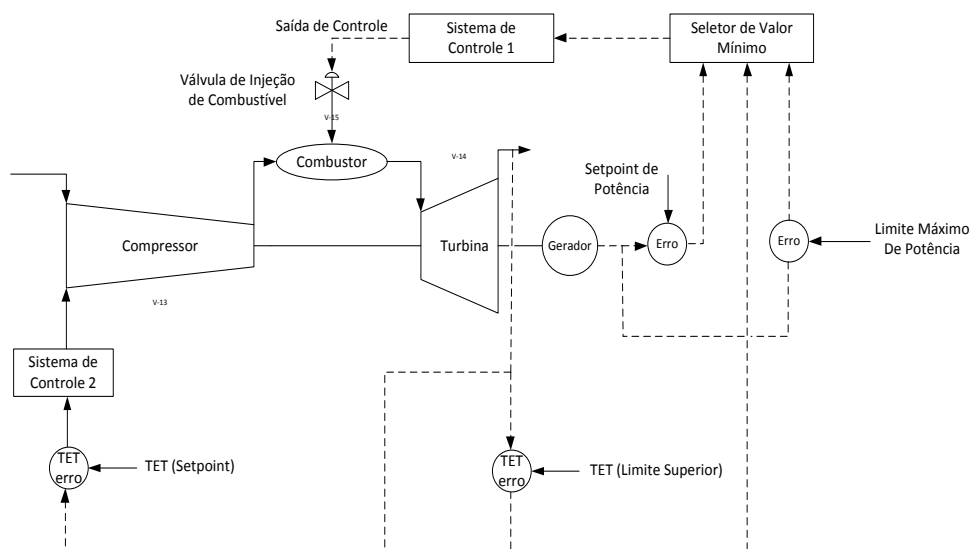 Saída de Controle
Sistema de
Controle 1
Seletor de Valor
Mínimo
Válvula de Injeção
de Combustível
V-15
Combustor
V-14
Setpoint de
Potência
Compressor
Turbina
Gerador
Erro
Erro
Limite Máximo
De Potência
V-13
Sistema de
Controle 2
TET
erro
TET (Setpoint)
TET
erro
TET (Limite Superior)